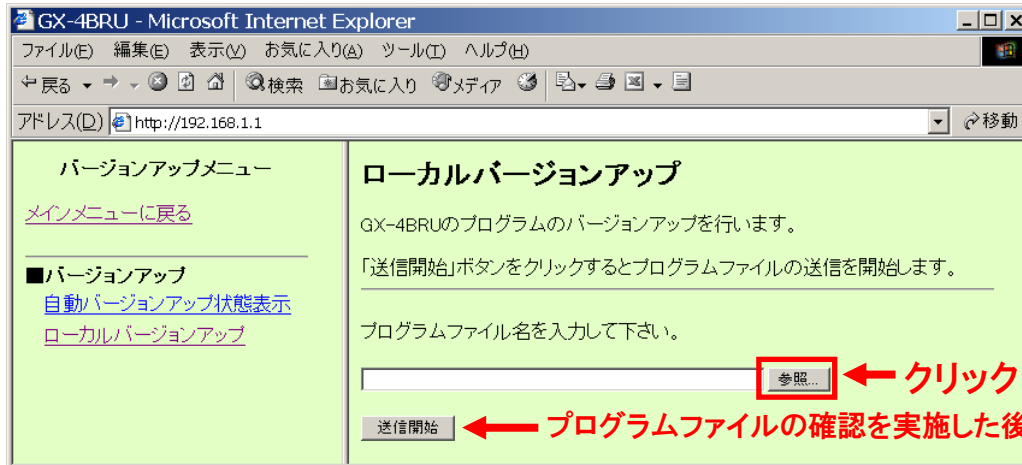 GX-4BRU - Microsoft Internet Explorer
ファイル(F) 編集(E) 表示(V) お気に入り(A) ツール(T) ヘルプ(H)
戻る 検索 お気に入り メディア
アドレス(D) http://192.168.1.1 移動
バージョンアップメニュー
メインメニューに戻る
■バージョンアップ
自動バージョンアップ状態表示
ローカルバージョンアップ
ローカルバージョンアップ
GX-4BRUのプログラムのバージョンアップを行います。
「送信開始」ボタンをクリックするとプログラムファイルの送信を開始します。
プログラムファイル名を入力して下さい。
参照... クリック
送信開始 プログラムファイルの確認を実施した後